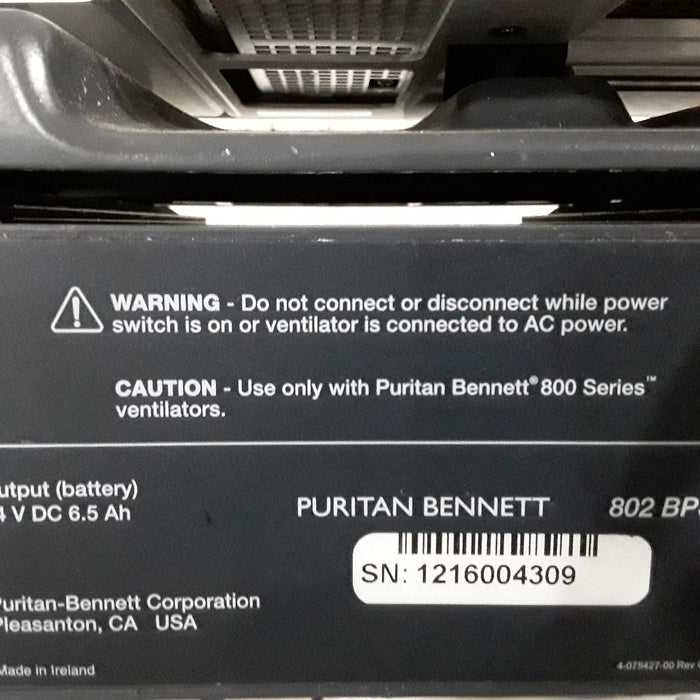 WARNING - Do not connect or disconnect while power
switch is on or ventilator is connected to AC power.
CAUTION - Use only with Puritan Bennett® 800 Series™
ventilators.
utput (battery)
4 V DC 6.5 Ah
PURITAN BENNETT 802 BP
SN: 1216004309
uritan-Bennett Corporation
leasanton, CA USA
Made in Ireland
4-075427-00 Rev